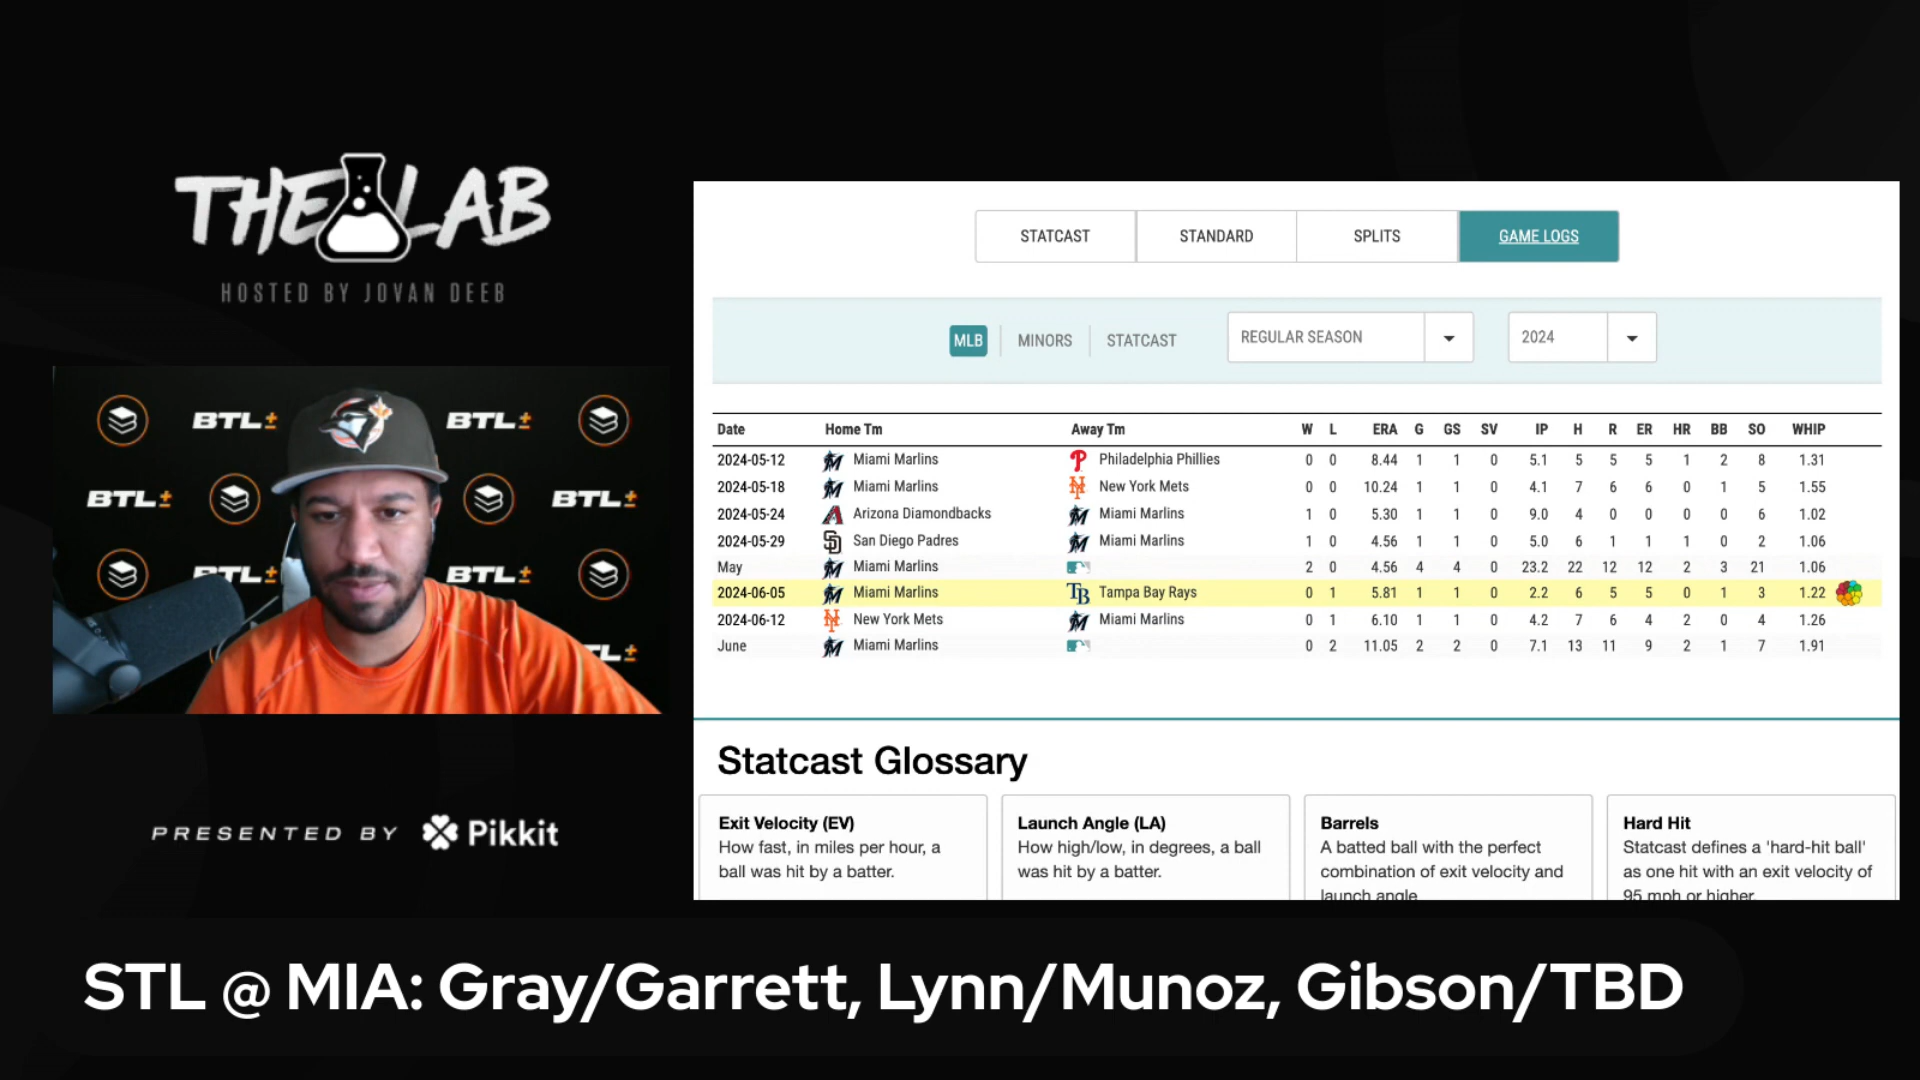 THE LAB
HOSTED BY JOVAN DEEB
BTL± BTL±
BTL± BTL±
BTL± BTL±
TL±
PRESENTED BY Pikkit
STATCAST STANDARD SPLITS GAME LOGS
MLB MINORS STATCAST REGULAR SEASON 2024
Date Home Tm Away Tm W L ERA G GS SV IP H R ER HR BB SO WHIP
2024-05-12 Miami Marlins Philadelphia Phillies 0 0 8.44 1 1 0 5.1 5 5 5 1 2 8 1.31
2024-05-18 Miami Marlins New York Mets 0 0 10.24 1 1 0 4.1 7 6 6 0 1 5 1.55
2024-05-24 Arizona Diamondbacks Miami Marlins 1 0 5.30 1 1 0 9.0 4 0 0 0 0 6 1.02
2024-05-29 San Diego Padres Miami Marlins 1 0 4.56 1 1 0 5.0 6 1 1 1 0 2 1.06
May Miami Marlins 2 0 4.56 4 4 0 23.2 22 12 12 2 3 21 1.06
2024-06-05 Miami Marlins TB Tampa Bay Rays 0 1 5.81 1 1 0 2.2 6 5 5 0 1 3 1.22
2024-06-12 New York Mets Miami Marlins 0 1 6.10 1 1 0 4.2 7 6 4 2 0 4 1.26
June Miami Marlins 0 2 11.05 2 2 0 7.1 13 11 9 2 1 7 1.91
Statcast Glossary
Exit Velocity (EV)
How fast, in miles per hour, a
ball was hit by a batter.
Launch Angle (LA)
How high/low, in degrees, a ball
was hit by a batter.
Barrels
A batted ball with the perfect
combination of exit velocity and
launch angle
Hard Hit
Statcast defines a 'hard-hit ball'
as one hit with an exit velocity of
95 mph or higher.
STL @ MIA: Gray/Garrett, Lynn/Munoz, Gibson/TBD